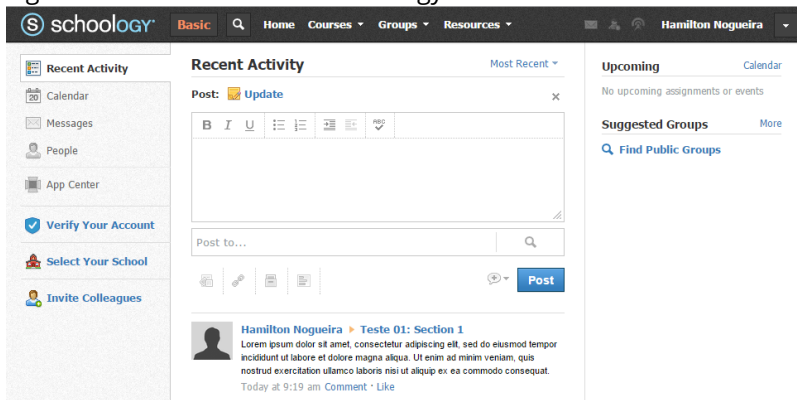 S schoology Basic Home Courses Groups Resources Hamilton Nogueira
Recent Activity
20 Calendar
Messages
People
App Center
Verify Your Account
Select Your School
Invite Colleagues
Recent Activity Most Recent
Post: Update
B I U ABC
Post to...
Post
Hamilton Nogueira Teste 01: Section 1
Lorem ipsum dolor sit amet, consectetur adipiscing elit, sed do eiusmod tempor
incididunt ut labore et dolore magna aliqua. Ut enim ad minim veniam, quis
nostrud exercitation ullamco laboris nisi ut aliquip ex ea commodo consequat.
Today at 9:19 am Comment · Like
Upcoming Calendar
No upcoming assignments or events
Suggested Groups More
Find Public Groups